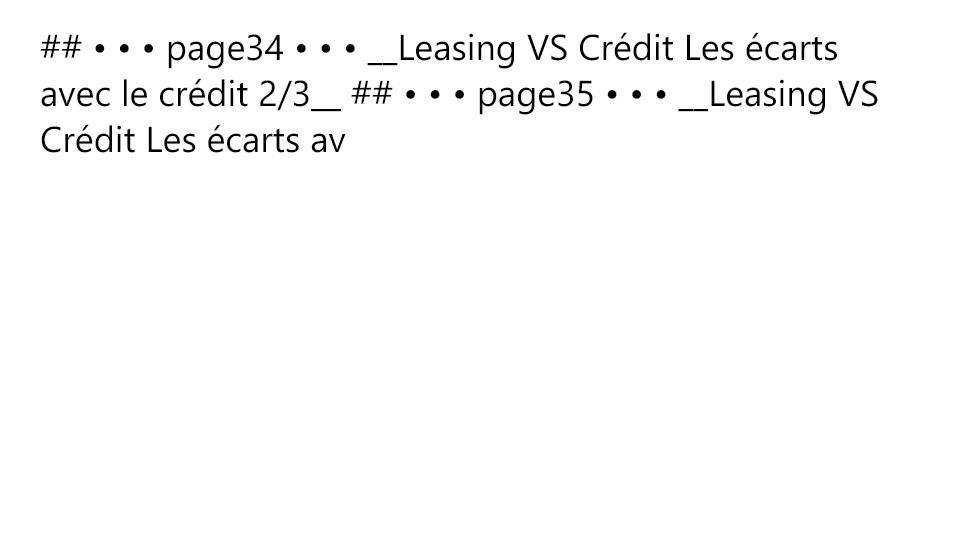 ## • • • page34 • • • __Leasing VS Crédit Les écarts
avec le crédit 2/3__ ## • • • page35 • • • __Leasing VS
Crédit Les écarts av